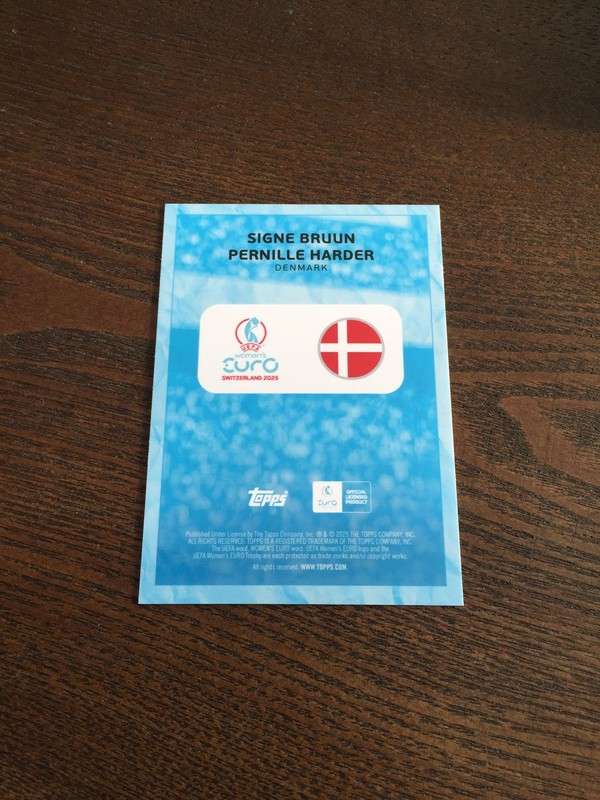 SIGNE BRUUN
PERNILLE HARDER
DENMARK
UEFA
women's
EURO
SWITZERLAND 2025
Topps
EURO
OFFICIAL
LICENSED
PRODUCT
Published Under License by The Topps Company, Inc. ® & © 2025 THE TOPPS COMPANY, INC.
ALL RIGHTS RESERVED. TOPPS IS A REGISTERED TRADEMARK OF THE TOPPS COMPANY, INC.
The UEFA word, WOMEN'S EURO word, UEFA Women's EURO logo and the
UEFA Women's EURO Trophy are each protected as trade marks and/or copyright works.
All rights reserved. WWW.TOPPS.COM.